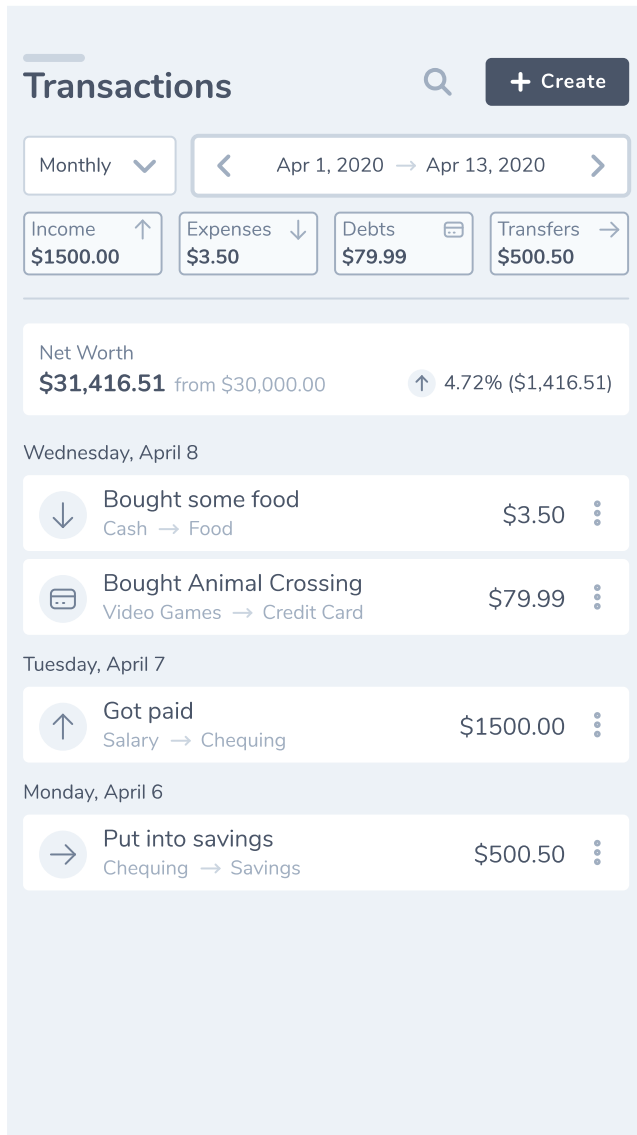 Transactions
Create
Monthly
Apr 1, 2020 → Apr 13, 2020
Income
$1500.00
Expenses
$3.50
Debts
$79.99
Transfers
$500.50
Net Worth
$31,416.51 from $30,000.00
4.72% ($1,416.51)
Wednesday, April 8
Bought some food
Cash → Food
$3.50
Bought Animal Crossing
Video Games → Credit Card
$79.99
Tuesday, April 7
Got paid
Salary → Chequing
$1500.00
Monday, April 6
Put into savings
Chequing → Savings
$500.50